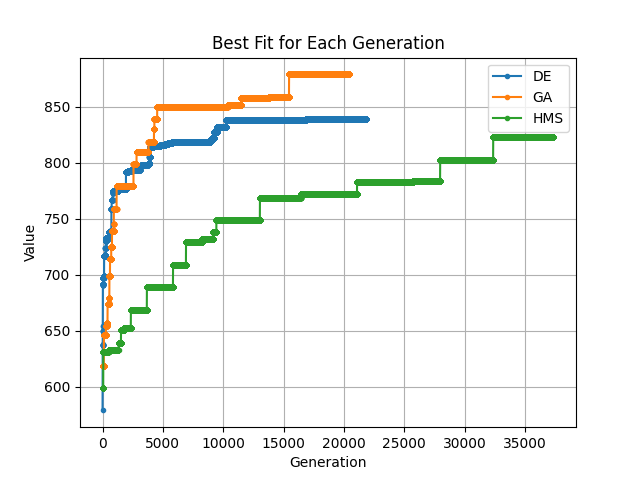 Best Fit for Each Generation
DE
GA
HMS
850
800
750
700
650
600
Value
0 5000 10000 15000 20000 25000 30000 35000
Generation